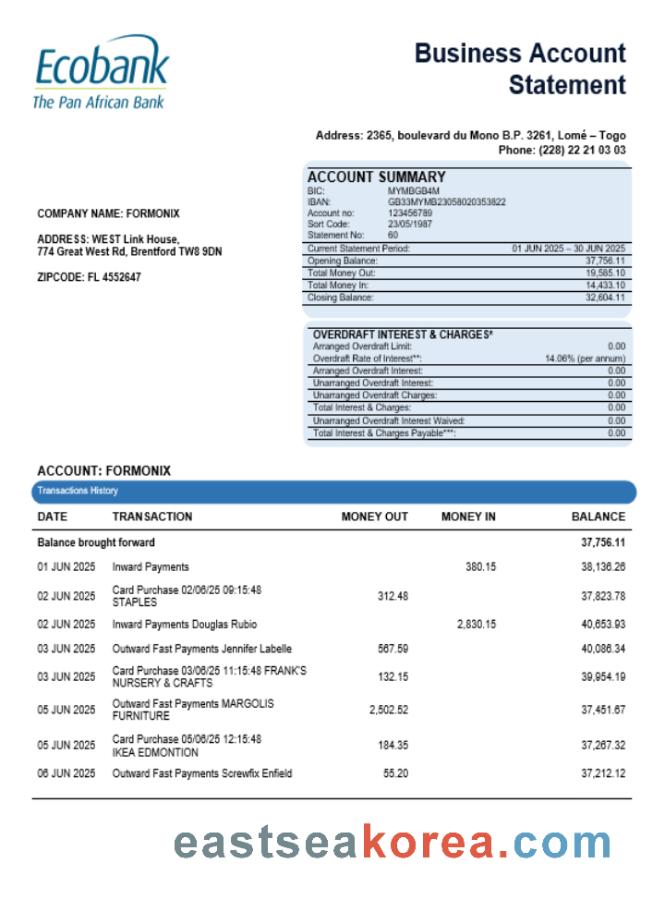 Ecobank
The Pan African Bank
Business Account
Statement
Address: 2365, boulevard du Mono B.P. 3261, Lomé – Togo
Phone: (228) 22 21 03 03
COMPANY NAME: FORMONIX
ADDRESS: WEST Link House,
774 Great West Rd, Brentford TW8 9DN
ZIPCODE: FL 4552647
ACCOUNT SUMMARY
BIC: MYMBGB4M
IBAN: GB33MYMB23058020353822
Account no: 123456789
Sort Code: 23/05/1987
Statement No: 60
Current Statement Period: 01 JUN 2025 – 30 JUN 2025
Opening Balance: 37,756.11
Total Money Out: 19,585.10
Total Money In: 14,433.10
Closing Balance: 32,604.11
OVERDRAFT INTEREST & CHARGES*
Arranged Overdraft Limit: 0.00
Overdraft Rate of Interest**: 14.06% (per annum)
Arranged Overdraft Interest: 0.00
Unarranged Overdraft Interest: 0.00
Unarranged Overdraft Charges: 0.00
Total Interest & Charges: 0.00
Unarranged Overdraft Interest Waived: 0.00
Total Interest & Charges Payable***: 0.00
ACCOUNT: FORMONIX
Transactions History
DATE TRANSACTION MONEY OUT MONEY IN BALANCE
Balance brought forward 37,756.11
01 JUN 2025 Inward Payments 380.15 38,136.26
02 JUN 2025 Card Purchase 02/06/25 09:15:48
STAPLES 312.48 37,823.78
02 JUN 2025 Inward Payments Douglas Rubio 2,830.15 40,653.93
03 JUN 2025 Outward Fast Payments Jennifer Labelle 567.59 40,086.34
03 JUN 2025 Card Purchase 03/06/25 11:15:48 FRANK'S
NURSERY & CRAFTS 132.15 39,954.19
05 JUN 2025 Outward Fast Payments MARGOLIS
FURNITURE 2,502.52 37,451.67
05 JUN 2025 Card Purchase 05/06/25 12:15:48
IKEA EDMONTION 184.35 37,267.32
06 JUN 2025 Outward Fast Payments Screwfix Enfield 55.20 37,212.12
eastseakorea.com